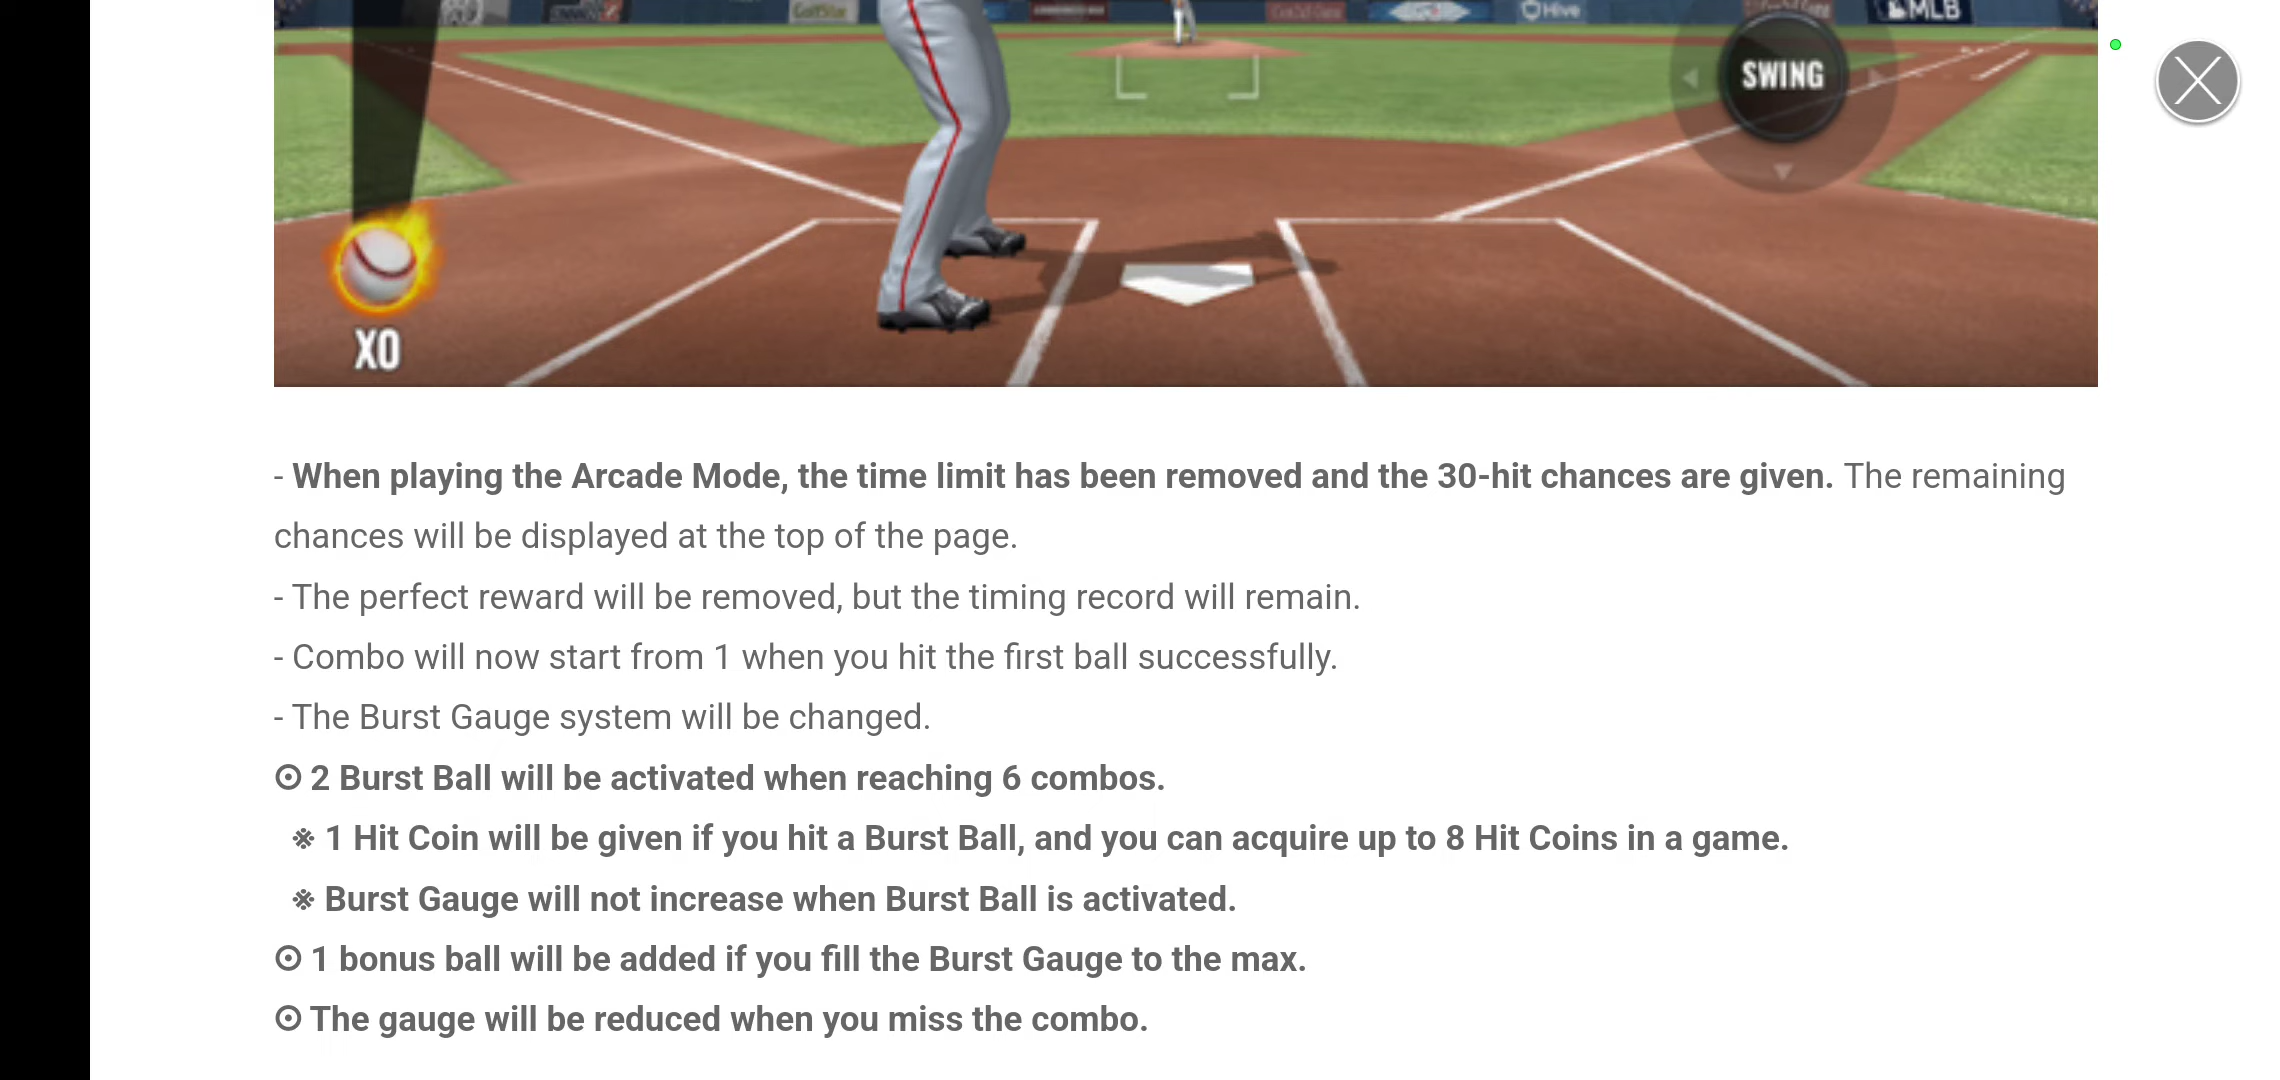 GolfStar
Hive
MLB
SWING
X0
- When playing the Arcade Mode, the time limit has been removed and the 30-hit chances are given. The remaining
chances will be displayed at the top of the page.
- The perfect reward will be removed, but the timing record will remain.
- Combo will now start from 1 when you hit the first ball successfully.
- The Burst Gauge system will be changed.
⊙ 2 Burst Ball will be activated when reaching 6 combos.
※ 1 Hit Coin will be given if you hit a Burst Ball, and you can acquire up to 8 Hit Coins in a game.
※ Burst Gauge will not increase when Burst Ball is activated.
⊙ 1 bonus ball will be added if you fill the Burst Gauge to the max.
⊙ The gauge will be reduced when you miss the combo.